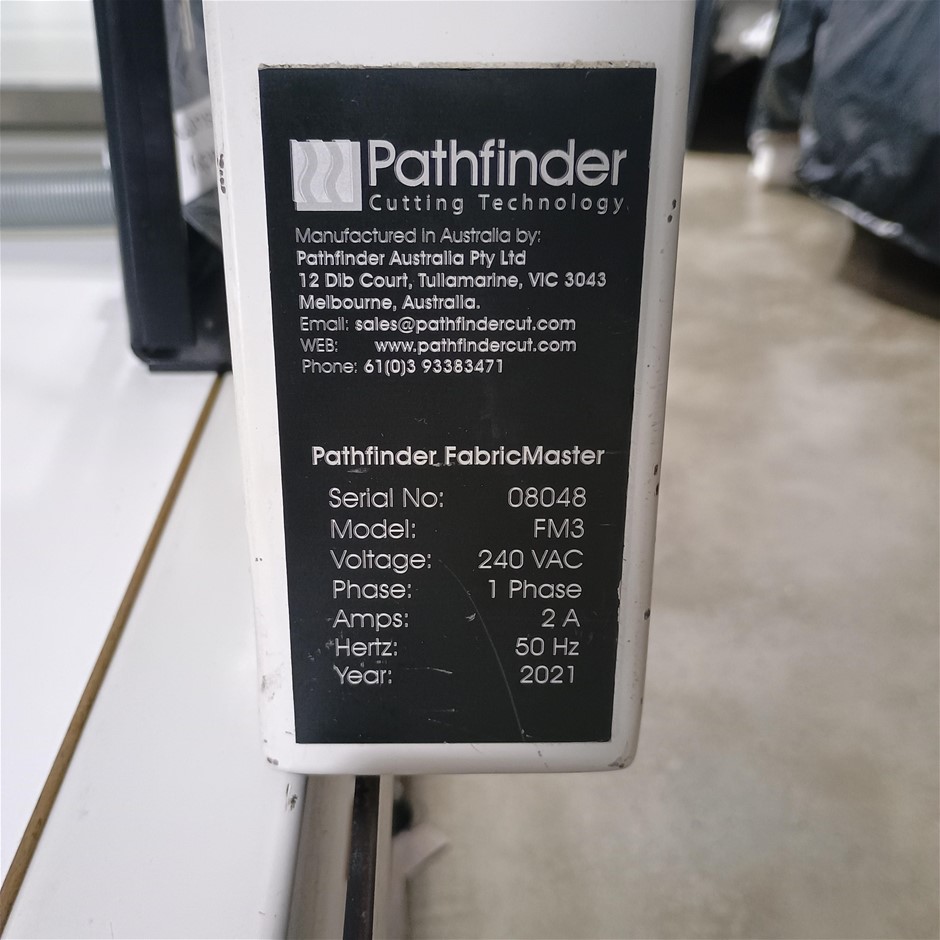 Pathfinder
Cutting Technology
Manufactured in Australia by:
Pathfinder Australia Pty Ltd
12 Dib Court, Tullamarine, VIC 3043
Melbourne, Australia.
Email: sales@pathfindercut.com
WEB: www.pathfindercut.com
Phone: 61(0)3 93383471
Pathfinder FabricMaster
Serial No: 08048
Model: FM3
Voltage: 240 VAC
Phase: 1 Phase
Amps: 2 A
Hertz: 50 Hz
Year: 2021